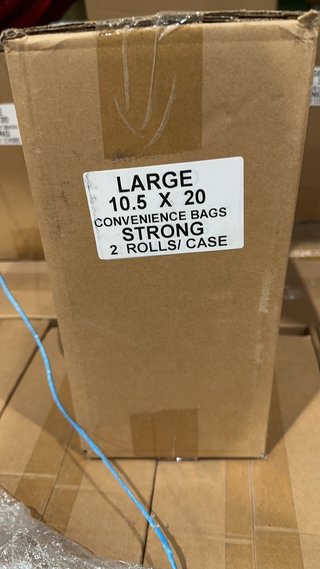 LARGE
10.5 X 20
CONVENIENCE BAGS
STRONG
2 ROLLS/ CASE